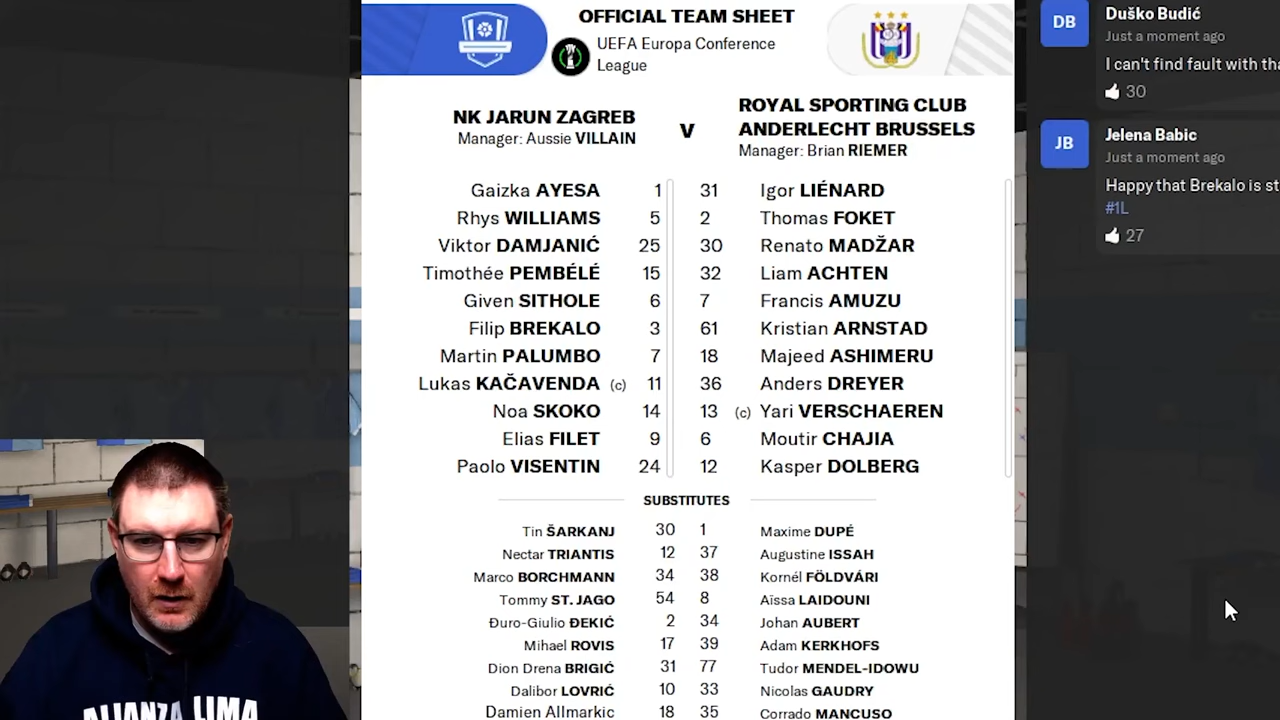 OFFICIAL TEAM SHEET
UEFA Europa Conference
League
NK JARUN ZAGREB
Manager: Aussie VILLAIN
V
ROYAL SPORTING CLUB
ANDERLECHT BRUSSELS
Manager: Brian RIEMER
Gaizka AYESA 1 31 Igor LIÉNARD
Rhys WILLIAMS 5 2 Thomas FOKET
Viktor DAMJANIĆ 25 30 Renato MADŽAR
Timothée PEMBÉLÉ 15 32 Liam ACHTEN
Given SITHOLE 6 7 Francis AMUZU
Filip BREKALO 3 61 Kristian ARNSTAD
Martin PALUMBO 7 18 Majeed ASHIMERU
Lukas KAČAVENDA (c) 11 36 Anders DREYER
Noa SKOKO 14 13 (c) Yari VERSCHAEREN
Elias FILET 9 6 Moutir CHAJIA
Paolo VISENTIN 24 12 Kasper DOLBERG
SUBSTITUTES
Tin ŠARKANJ 30 1 Maxime DUPÉ
Nectar TRIANTIS 12 37 Augustine ISSAH
Marco BORCHMANN 34 38 Kornél FÖLDVÁRI
Tommy ST. JAGO 54 8 Aïssa LAIDOUNI
Đuro-Giulio ĐEKIĆ 2 34 Johan AUBERT
Mihael ROVIS 17 39 Adam KERKHOFS
Dion Drena BRIGIĆ 31 77 Tudor MENDEL-IDOWU
Dalibor LOVRIĆ 10 33 Nicolas GAUDRY
Damien Allmarkic 18 35 Corrado MANCUSO
DB
Duško Budić
Just a moment ago
I can't find fault with tha
30
JB
Jelena Babic
Just a moment ago
Happy that Brekalo is st
#1L
27
ALIANZA LIMA